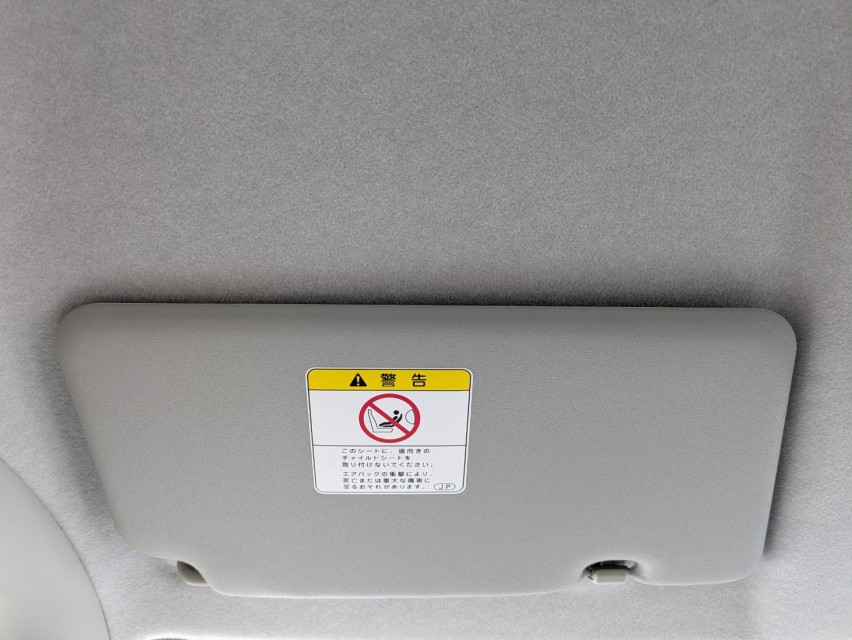 警告
このシートに、後向きの
チャイルドシートを
取り付けないでください。
エアバッグの衝撃により、
死亡または重大な傷害に
至るおそれがあります。
JP